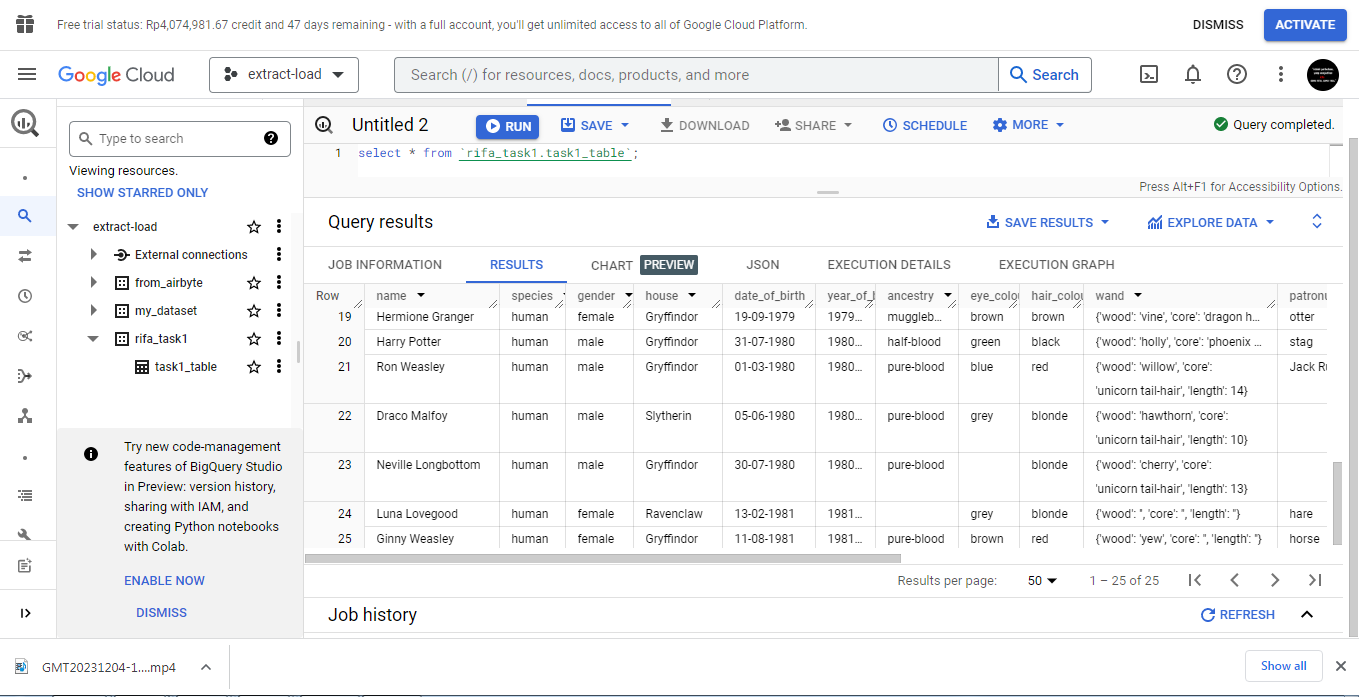 Free trial status: Rp4,074,981.67 credit and 47 days remaining - with a full account, you'll get unlimited access to all of Google Cloud Platform.
DISMISS
ACTIVATE
Google Cloud
extract-load
Search (/) for resources, docs, products, and more
Search
Type to search
Viewing resources.
SHOW STARRED ONLY
extract-load
External connections
from_airbyte
my_dataset
rifa_task1
task1_table
Try new code-management
features of BigQuery Studio
in Preview: version history,
sharing with IAM, and
creating Python notebooks
with Colab.
ENABLE NOW
DISMISS
Untitled 2
RUN
SAVE
DOWNLOAD
SHARE
SCHEDULE
MORE
Query completed.
1 select * from `rifa_task1.task1_table`;
Press Alt+F1 for Accessibility Options.
Query results
SAVE RESULTS
EXPLORE DATA
JOB INFORMATION
RESULTS
CHART PREVIEW
JSON
EXECUTION DETAILS
EXECUTION GRAPH
Row name species gender house date_of_birth year_of_b ancestry eye_colou hair_colou wand patronu
19 Hermione Granger human female Gryffindor 19-09-1979 1979... muggleb... brown brown {'wood': 'vine', 'core': 'dragon h... otter
20 Harry Potter human male Gryffindor 31-07-1980 1980... half-blood green black {'wood': 'holly', 'core': 'phoenix ... stag
21 Ron Weasley human male Gryffindor 01-03-1980 1980... pure-blood blue red {'wood': 'willow', 'core': Jack Ru
'unicorn tail-hair', 'length': 14}
22 Draco Malfoy human male Slytherin 05-06-1980 1980... pure-blood grey blonde {'wood': 'hawthorn', 'core':
'unicorn tail-hair', 'length': 10}
23 Neville Longbottom human male Gryffindor 30-07-1980 1980... pure-blood blonde {'wood': 'cherry', 'core':
'unicorn tail-hair', 'length': 13}
24 Luna Lovegood human female Ravenclaw 13-02-1981 1981... grey blonde {'wood': '', 'core': '', 'length': ''} hare
25 Ginny Weasley human female Gryffindor 11-08-1981 1981... pure-blood brown red {'wood': 'yew', 'core': '', 'length': ''} horse
Results per page: 50 1 – 25 of 25
Job history
REFRESH
GMT20231204-1....mp4
Show all